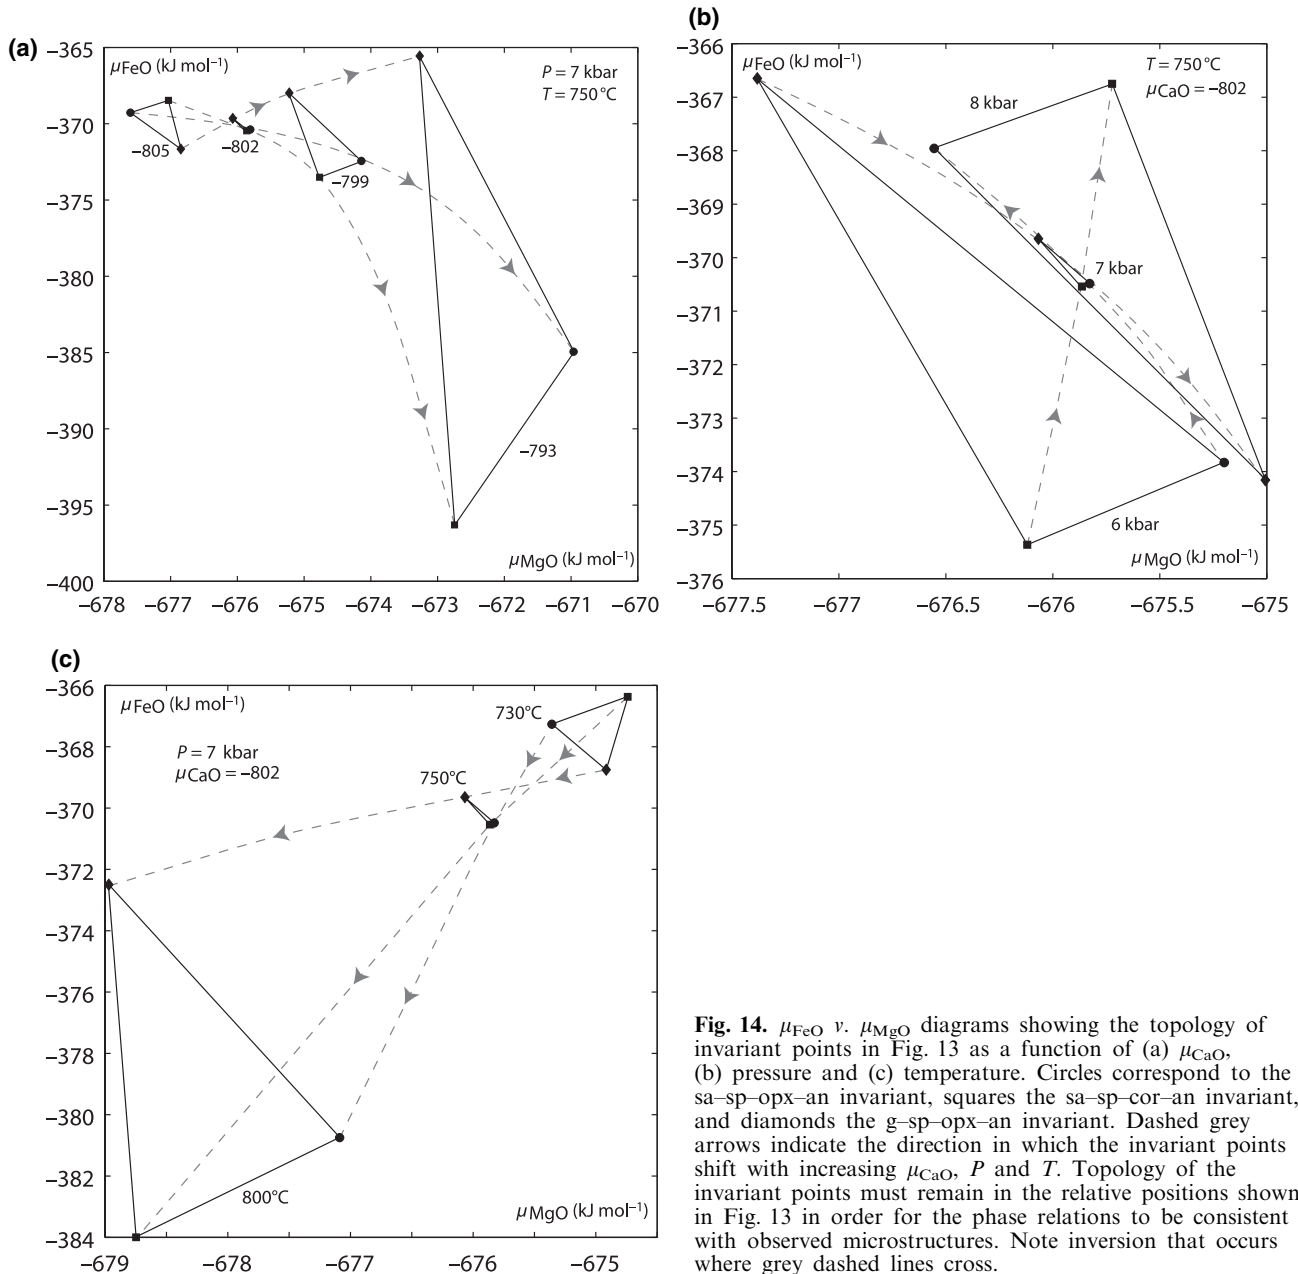 (a)
−365
−370
−375
−380
−385
−390
−395
−400
μFeO (kJ mol−1)
P = 7 kbar
T = 750 °C
−805
−802
−799
−793
μMgO (kJ mol−1)
−678 −677 −676 −675 −674 −673 −672 −671 −670
(b)
−366
−367
−368
−369
−370
−371
−372
−373
−374
−375
−376
μFeO (kJ mol−1)
T = 750 °C
μCaO = −802
8 kbar
7 kbar
6 kbar
μMgO (kJ mol−1)
−677.5 −677 −676.5 −676 −675.5 −675
(c)
−366
−368
−370
−372
−374
−376
−378
−380
−382
−384
μFeO (kJ mol−1)
P = 7 kbar
μCaO = −802
730°C
750°C
800°C
μMgO (kJ mol−1)
−679 −678 −677 −676 −675
Fig. 14. μFeO v. μMgO diagrams showing the topology of
invariant points in Fig. 13 as a function of (a) μCaO,
(b) pressure and (c) temperature. Circles correspond to the
sa–sp–opx–an invariant, squares the sa–sp–cor–an invariant,
and diamonds the g–sp–opx–an invariant. Dashed grey
arrows indicate the direction in which the invariant points
shift with increasing μCaO, P and T. Topology of the
invariant points must remain in the relative positions shown
in Fig. 13 in order for the phase relations to be consistent
with observed microstructures. Note inversion that occurs
where grey dashed lines cross.